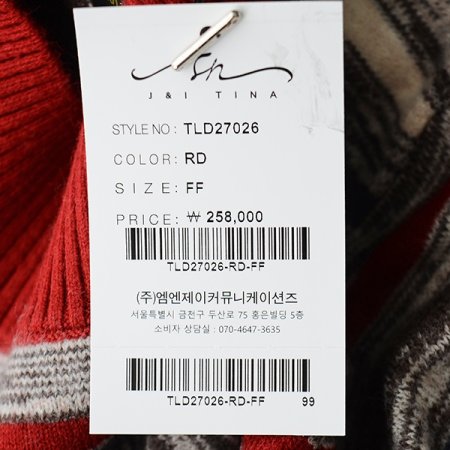 J&I TINA
STYLE NO : TLD27026
COLOR: RD
SIZE: FF
PRICE: ₩ 258,000
TLD27026-RD-FF
(주)엠엔제이커뮤니케이션즈
서울특별시 금천구 두산로 75 홍은빌딩 5층
소비자 상담실 : 070-4647-3635
TLD27026-RD-FF 99